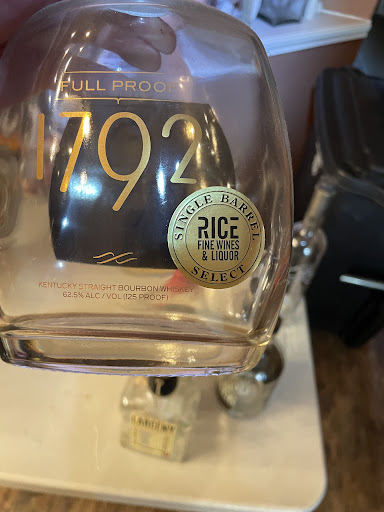 FULL PROOF
1792
SINGLE BARREL
RICE
FINE WINES
& LIQUOR
SELECT
KENTUCKY STRAIGHT BOURBON WHISKEY
62.5% ALC / VOL (125 PROOF)